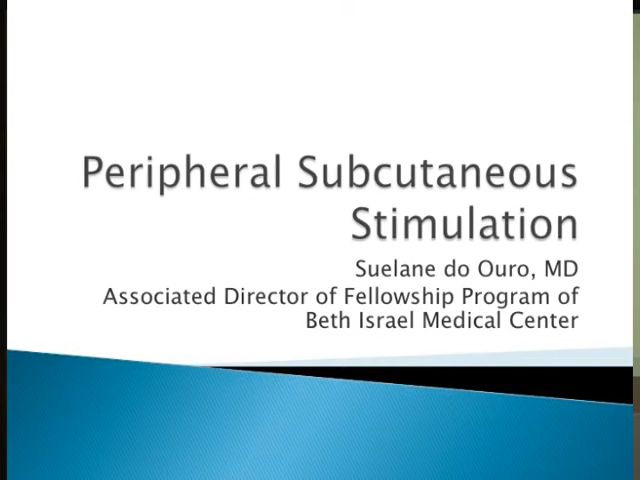 Peripheral Subcutaneous
Stimulation
Suelane do Ouro, MD
Associated Director of Fellowship Program of
Beth Israel Medical Center